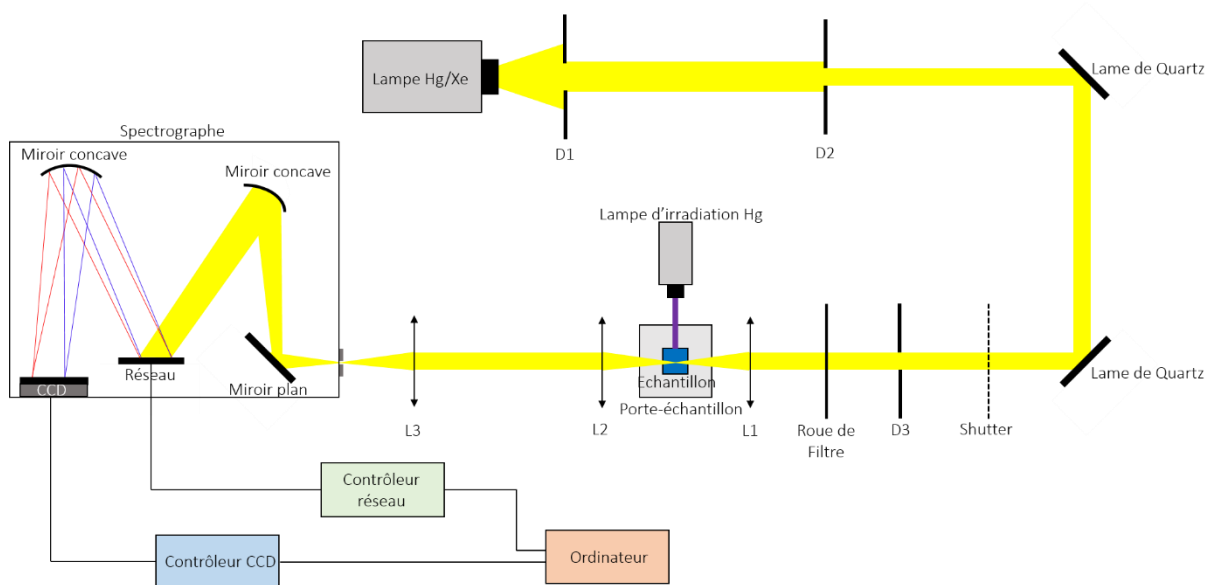 Lampe Hg/Xe
D1
D2
Lame de Quartz
Spectrographe
Miroir concave
Miroir concave
Lampe d'irradiation Hg
CCD
Réseau
Miroir plan
Echantillon
Porte-échantillon
Lame de Quartz
L3
L2
L1
Roue de
Filtre
D3
Shutter
Contrôleur
réseau
Contrôleur CCD
Ordinateur